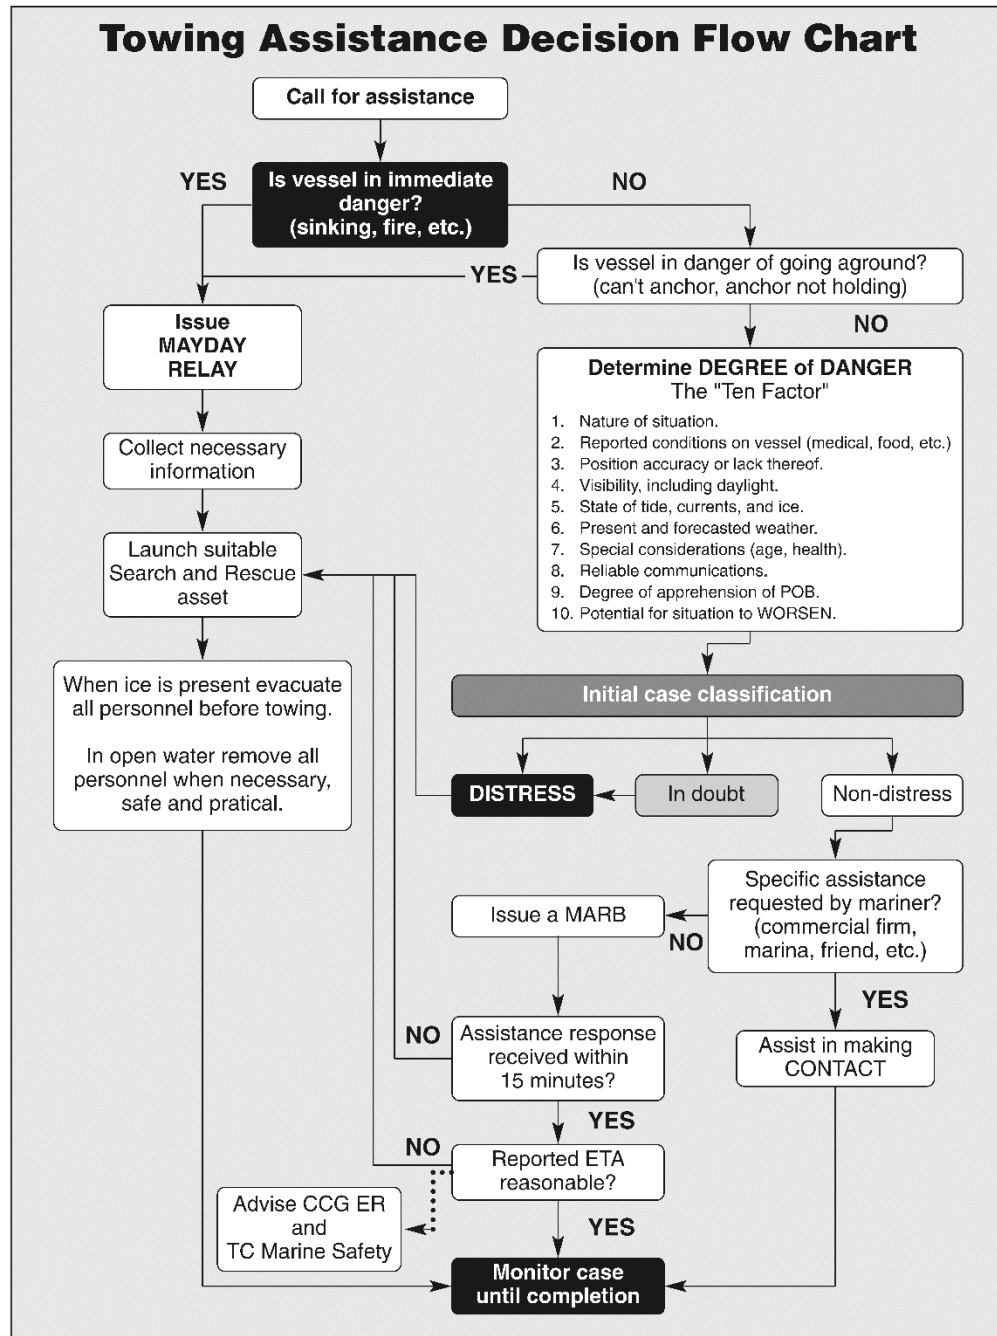 Towing Assistance Decision Flow Chart
Call for assistance
YES
Is vessel in immediate
danger?
(sinking, fire, etc.)
NO
YES
Is vessel in danger of going aground?
(can't anchor, anchor not holding)
NO
Issue
MAYDAY
RELAY
Determine DEGREE of DANGER
The "Ten Factor"
1. Nature of situation.
2. Reported conditions on vessel (medical, food, etc.)
3. Position accuracy or lack thereof.
4. Visibility, including daylight.
5. State of tide, currents, and ice.
6. Present and forecasted weather.
7. Special considerations (age, health).
8. Reliable communications.
9. Degree of apprehension of POB.
10. Potential for situation to WORSEN.
Collect necessary
information
Launch suitable
Search and Rescue
asset
When ice is present evacuate
all personnel before towing.
In open water remove all
personnel when necessary,
safe and pratical.
Initial case classification
DISTRESS
In doubt
Non-distress
Specific assistance
requested by mariner?
(commercial firm,
marina, friend, etc.)
Issue a MARB
NO
YES
NO
Assistance response
received within
15 minutes?
Assist in making
CONTACT
YES
NO
Reported ETA
reasonable?
Advise CCG ER
and
TC Marine Safety
YES
Monitor case
until completion